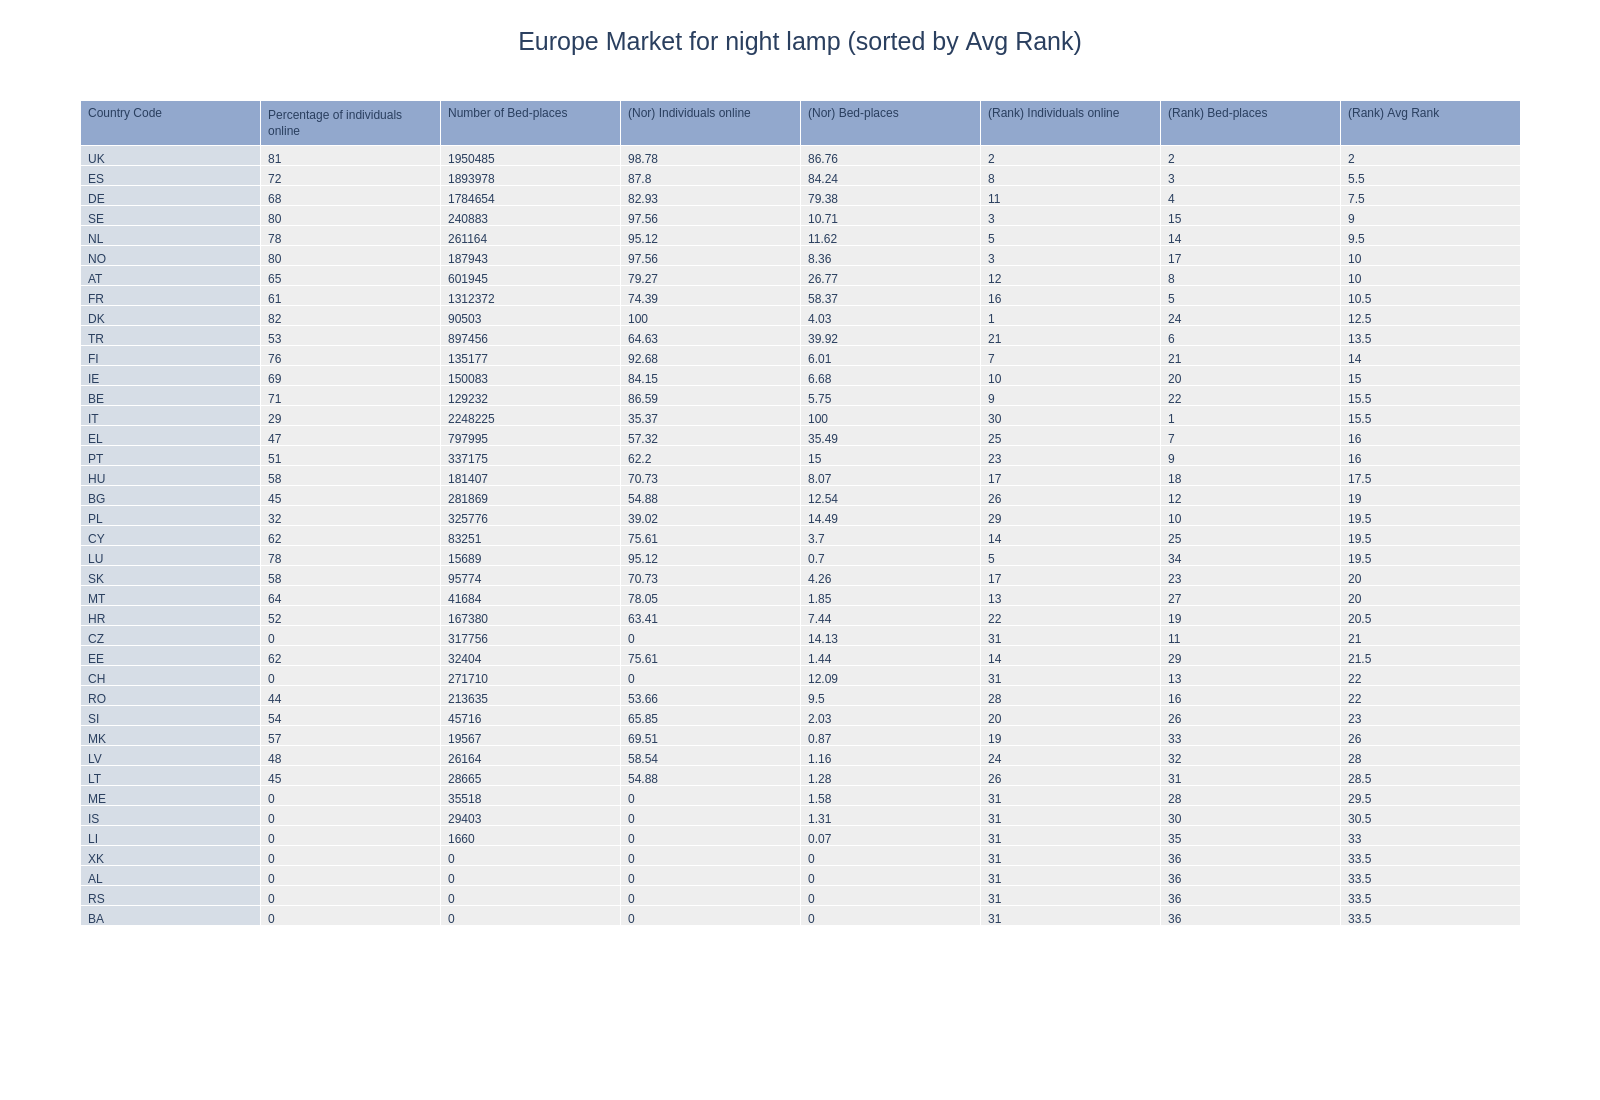 Europe Market for night lamp (sorted by Avg Rank)
Country Code Percentage of individuals online Number of Bed-places (Nor) Individuals online (Nor) Bed-places (Rank) Individuals online (Rank) Bed-places (Rank) Avg Rank
UK 81 1950485 98.78 86.76 2 2 2
ES 72 1893978 87.8 84.24 8 3 5.5
DE 68 1784654 82.93 79.38 11 4 7.5
SE 80 240883 97.56 10.71 3 15 9
NL 78 261164 95.12 11.62 5 14 9.5
NO 80 187943 97.56 8.36 3 17 10
AT 65 601945 79.27 26.77 12 8 10
FR 61 1312372 74.39 58.37 16 5 10.5
DK 82 90503 100 4.03 1 24 12.5
TR 53 897456 64.63 39.92 21 6 13.5
FI 76 135177 92.68 6.01 7 21 14
IE 69 150083 84.15 6.68 10 20 15
BE 71 129232 86.59 5.75 9 22 15.5
IT 29 2248225 35.37 100 30 1 15.5
EL 47 797995 57.32 35.49 25 7 16
PT 51 337175 62.2 15 23 9 16
HU 58 181407 70.73 8.07 17 18 17.5
BG 45 281869 54.88 12.54 26 12 19
PL 32 325776 39.02 14.49 29 10 19.5
CY 62 83251 75.61 3.7 14 25 19.5
LU 78 15689 95.12 0.7 5 34 19.5
SK 58 95774 70.73 4.26 17 23 20
MT 64 41684 78.05 1.85 13 27 20
HR 52 167380 63.41 7.44 22 19 20.5
CZ 0 317756 0 14.13 31 11 21
EE 62 32404 75.61 1.44 14 29 21.5
CH 0 271710 0 12.09 31 13 22
RO 44 213635 53.66 9.5 28 16 22
SI 54 45716 65.85 2.03 20 26 23
MK 57 19567 69.51 0.87 19 33 26
LV 48 26164 58.54 1.16 24 32 28
LT 45 28665 54.88 1.28 26 31 28.5
ME 0 35518 0 1.58 31 28 29.5
IS 0 29403 0 1.31 31 30 30.5
LI 0 1660 0 0.07 31 35 33
XK 0 0 0 0 31 36 33.5
AL 0 0 0 0 31 36 33.5
RS 0 0 0 0 31 36 33.5
BA 0 0 0 0 31 36 33.5